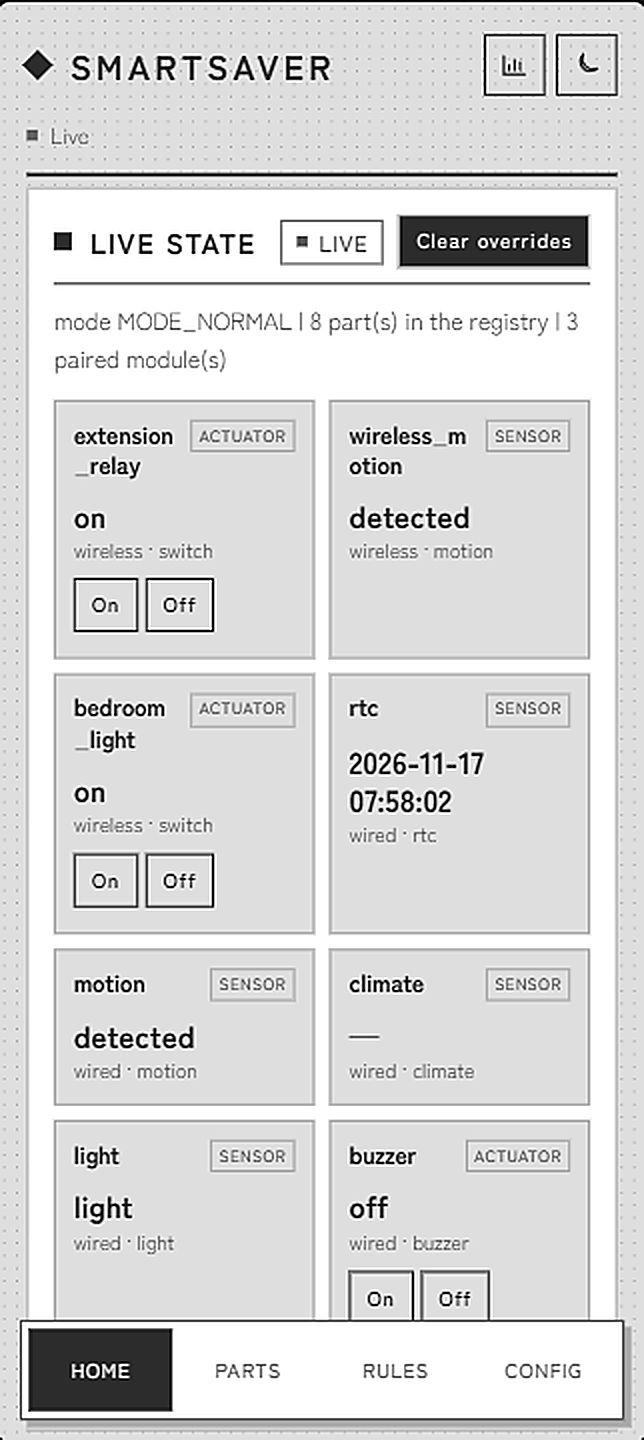 SMARTSAVER
Live
LIVE STATE
LIVE
Clear overrides
mode MODE_NORMAL | 8 part(s) in the registry | 3
paired module(s)
extension
_relay
ACTUATOR
on
wireless · switch
On
Off
wireless_m
otion
SENSOR
detected
wireless · motion
bedroom
_light
ACTUATOR
on
wireless · switch
On
Off
rtc
SENSOR
2026-11-17
07:58:02
wired · rtc
motion
SENSOR
detected
wired · motion
climate
SENSOR
—
wired · climate
light
SENSOR
light
wired · light
buzzer
ACTUATOR
off
wired · buzzer
On
Off
HOME
PARTS
RULES
CONFIG